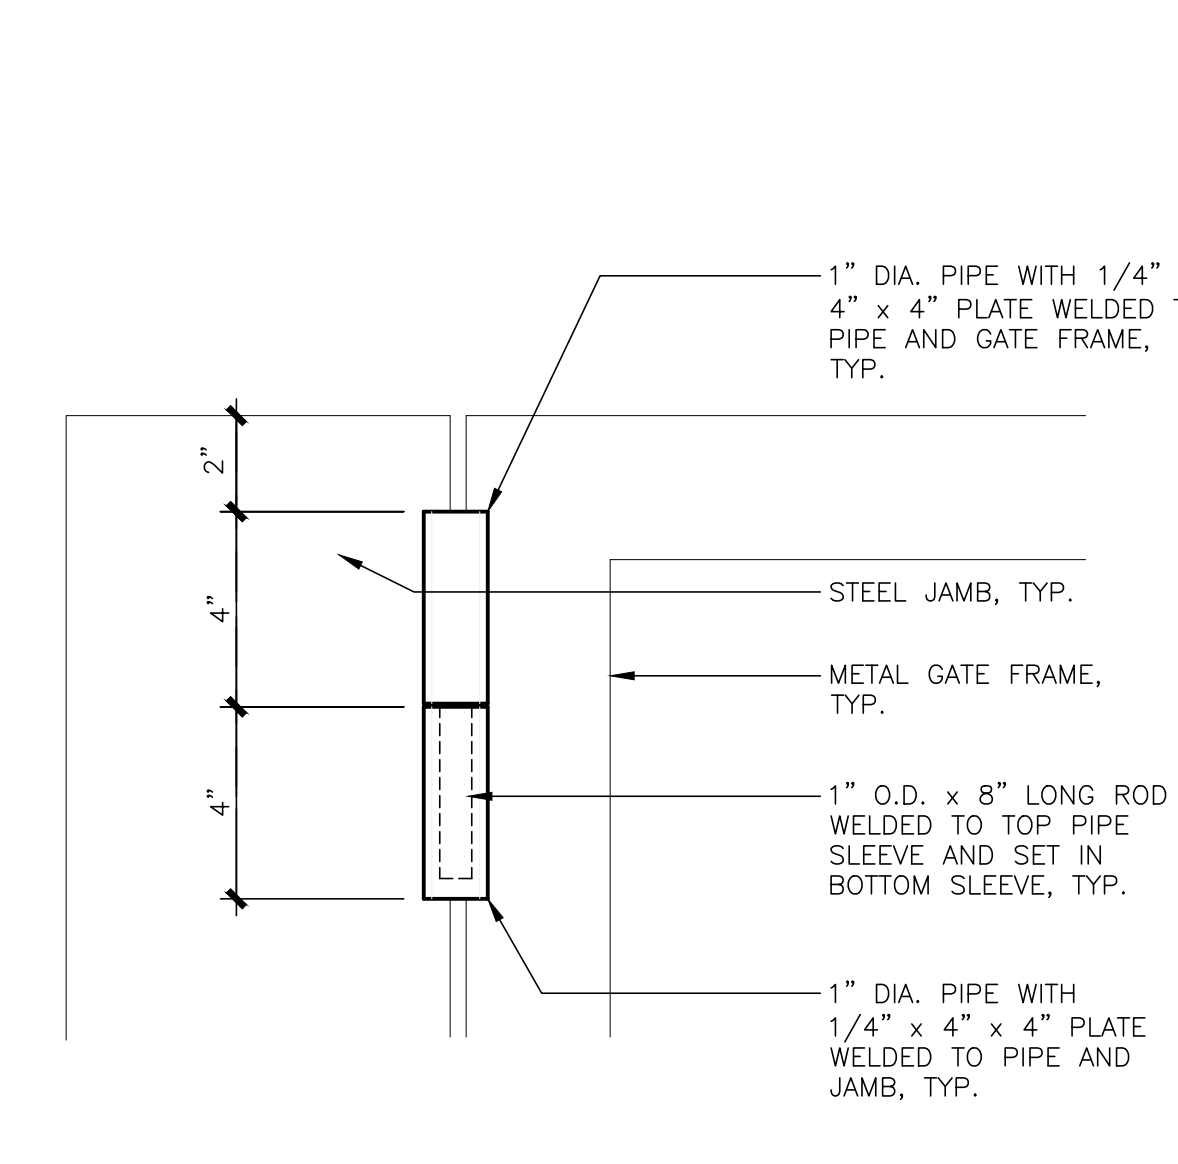 1” DIA. PIPE WITH 1/4”
4” x 4” PLATE WELDED
PIPE AND GATE FRAME,
TYP.
2”
4”
STEEL JAMB, TYP.
METAL GATE FRAME,
TYP.
4”
1” O.D. x 8” LONG ROD
WELDED TO TOP PIPE
SLEEVE AND SET IN
BOTTOM SLEEVE, TYP.
1” DIA. PIPE WITH
1/4” x 4” x 4” PLATE
WELDED TO PIPE AND
JAMB, TYP.